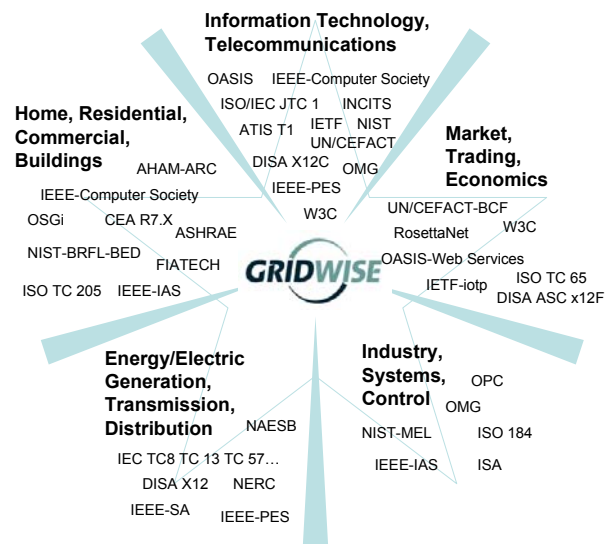 Information Technology,
Telecommunications
OASIS IEEE-Computer Society
ISO/IEC JTC 1 INCITS
ATIS T1 IETF NIST
UN/CEFACT
DISA X12C OMG
IEEE-PES
W3C
Home, Residential,
Commercial,
Buildings
AHAM-ARC
IEEE-Computer Society
OSGi CEA R7.X
ASHRAE
NIST-BRFL-BED
FIATECH
ISO TC 205 IEEE-IAS
Market,
Trading,
Economics
UN/CEFACT-BCF
W3C
RosettaNet
OASIS-Web Services
ISO TC 65
IETF-iotp
DISA ASC x12F
GRIDWISE
Energy/Electric
Generation,
Transmission,
Distribution
NAESB
IEC TC8 TC 13 TC 57…
DISA X12 NERC
IEEE-SA
IEEE-PES
Industry,
Systems,
Control
OPC
OMG
NIST-MEL ISO 184
IEEE-IAS ISA